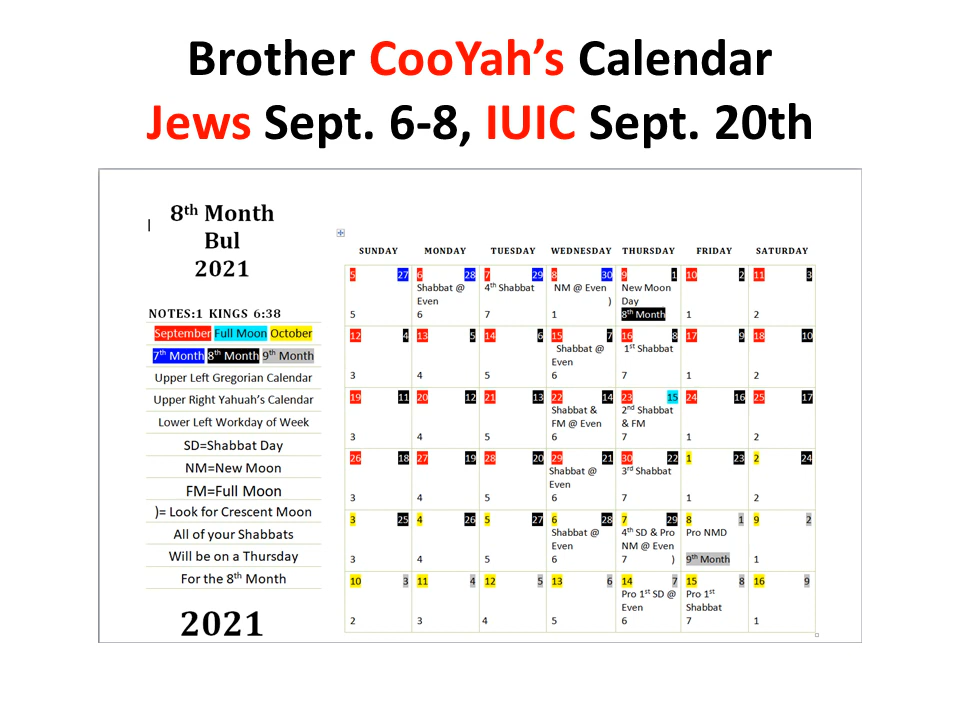 Brother CooYah’s Calendar
Jews Sept. 6-8, IUIC Sept. 20th
8th Month
Bul
2021
NOTES:1 KINGS 6:38
September Full Moon October
7th Month 8th Month 9th Month
Upper Left Gregorian Calendar
Upper Right Yahuah’s Calendar
Lower Left Workday of Week
SD=Shabbat Day
NM=New Moon
FM=Full Moon
)= Look for Crescent Moon
All of your Shabbats
Will be on a Thursday
For the 8th Month
2021
SUNDAY MONDAY TUESDAY WEDNESDAY THURSDAY FRIDAY SATURDAY
5 27 6 28 7 29 8 30 9 1 10 2 11 3
Shabbat @ 4th Shabbat NM @ Even New Moon
Even ) Day
8th Month
5 6 7 1 1 2
12 4 13 5 14 6 15 7 16 8 17 9 18 10
Shabbat @ 1st Shabbat
Even
3 4 5 6 7 1 2
19 11 20 12 21 13 22 14 23 15 24 16 25 17
Shabbat & 2nd Shabbat
FM @ Even & FM
3 4 5 6 7 1 2
26 18 27 19 28 20 29 21 30 22 1 23 2 24
Shabbat @ 3rd Shabbat
Even
3 4 5 6 7 1 2
3 25 4 26 5 27 6 28 7 29 8 1 9 2
Shabbat @ 4th SD & Pro Pro NMD
Even NM @ Even
9th Month
3 4 5 6 7 ) 1
10 3 11 4 12 5 13 6 14 7 15 8 16 9
Pro 1st SD @ Pro 1st
Even Shabbat
2 3 4 5 6 7 1